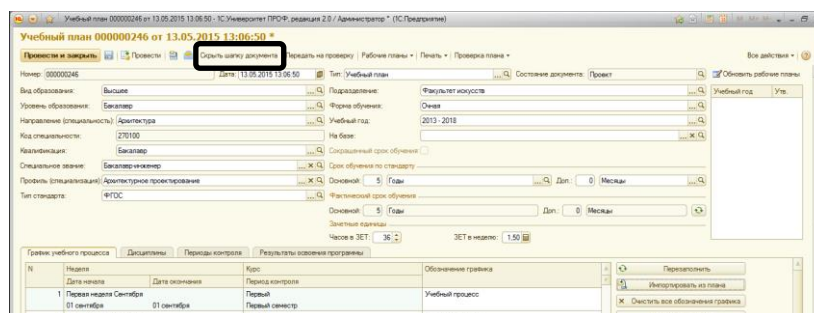 Учебный план 000000246 от 13.05.2015 13:06:50 - 1С:Университет ПРОФ, редакция 2.0 / Администратор * (1С:Предприятие)
Учебный план 000000246 от 13.05.2015 13:06:50 *
Провести и закрыть Провести Скрыть шапку документа Передать на проверку Рабочие планы Печать Проверка плана Все действия
Номер: 000000246 Дата: 13.05.2015 13:06:50 Тип: Учебный план Состояние документа: Проект Обновить рабочие планы
Вид образования: Высшее Подразделение: Факультет искусств Учебный год Утв.
Уровень образования: Бакалавр Форма обучения: Очная
Направление (специальность): Архитектура Учебный год: 2013 - 2018
Код специальности: 270100 На базе:
Квалификация: Бакалавр Сокращенный срок обучения:
Специальное звание: Бакалавр-инженер Срок обучения по стандарту
Профиль (специализация): Архитектурное проектирование Основной: 5 Годы Доп.: 0 Месяцы
Тип стандарта: ФГОС Фактический срок обучения
Основной: 5 Годы Доп.: 0 Месяцы
Зачетные единицы
Часов в ЗЕТ: 36 ЗЕТ в неделю: 1,50
График учебного процесса Дисциплины Периоды контроля Результаты освоения программы
N Неделя Курс Обозначение графика Перезаполнить
Дата начала Дата окончания Период контроля Импортировать из плана
1 Первая неделя Сентября Первый Учебный процесс
01 сентября 01 сентября Первый семестр Очистить все обозначения графика